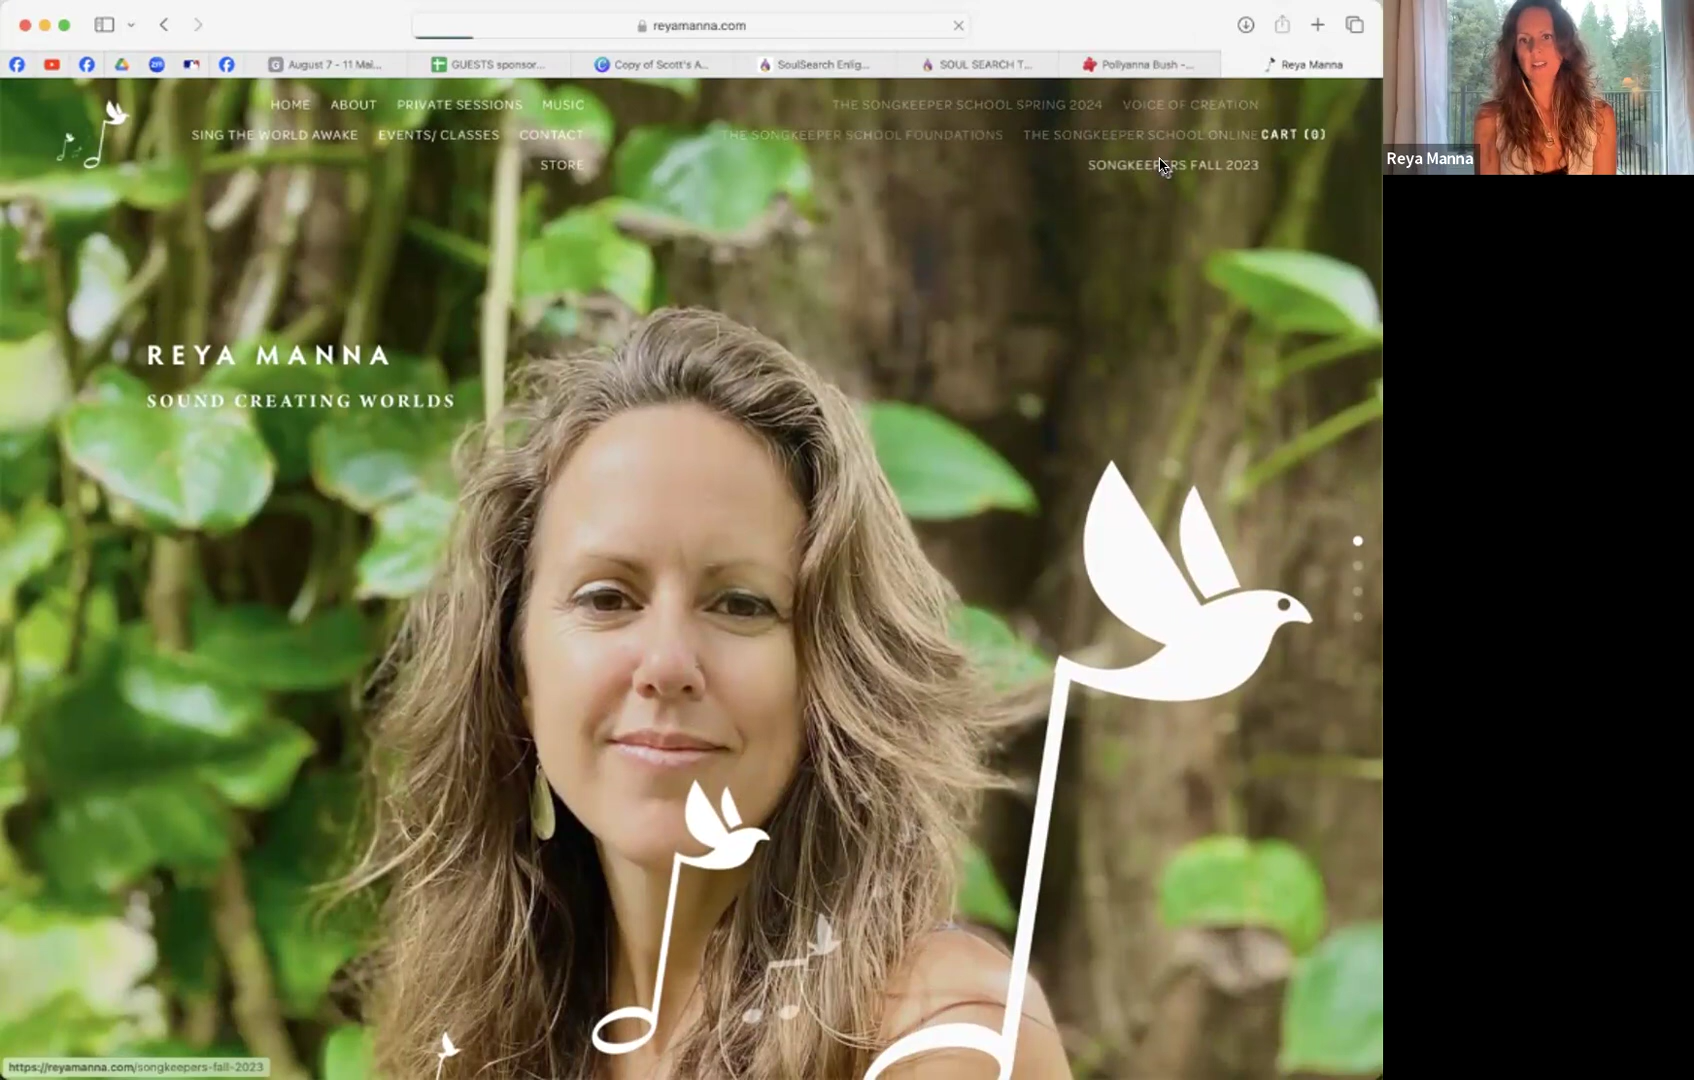 reyamanna.com
August 7 - 11 Mai...
GUESTS sponsor...
Copy of Scott's A...
SoulSearch Enlig...
SOUL SEARCH T...
Pollyanna Bush -...
Reya Manna
HOME ABOUT PRIVATE SESSIONS MUSIC
SING THE WORLD AWAKE EVENTS/ CLASSES CONTACT
STORE
THE SONGKEEPER SCHOOL SPRING 2024 VOICE OF CREATION
THE SONGKEEPER SCHOOL FOUNDATIONS THE SONGKEEPER SCHOOL ONLINE
SONGKEEPERS FALL 2023
CART (0)
REYA MANNA
SOUND CREATING WORLDS
https://reyamanna.com/songkeepers-fall-2023
Reya Manna